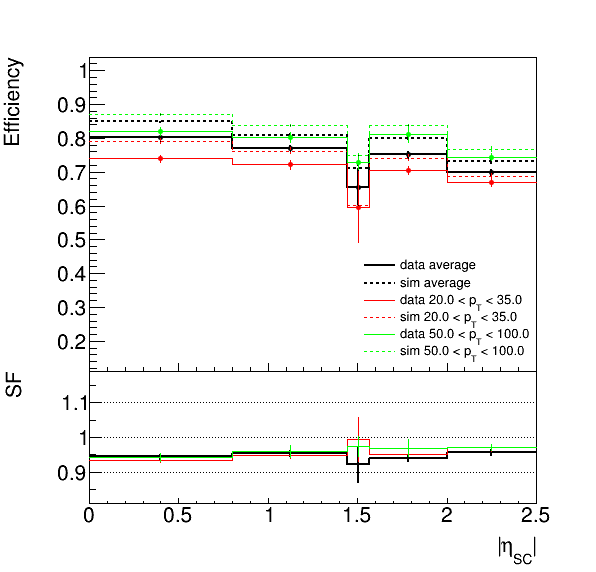 Efficiency
1
0.9
0.8
0.7
0.6
0.5
0.4
0.3
0.2
data average
sim average
data 20.0 < p_T < 35.0
sim 20.0 < p_T < 35.0
data 50.0 < p_T < 100.0
sim 50.0 < p_T < 100.0
SF
1.1
1
0.9
0 0.5 1 1.5 2 2.5
|η_SC|